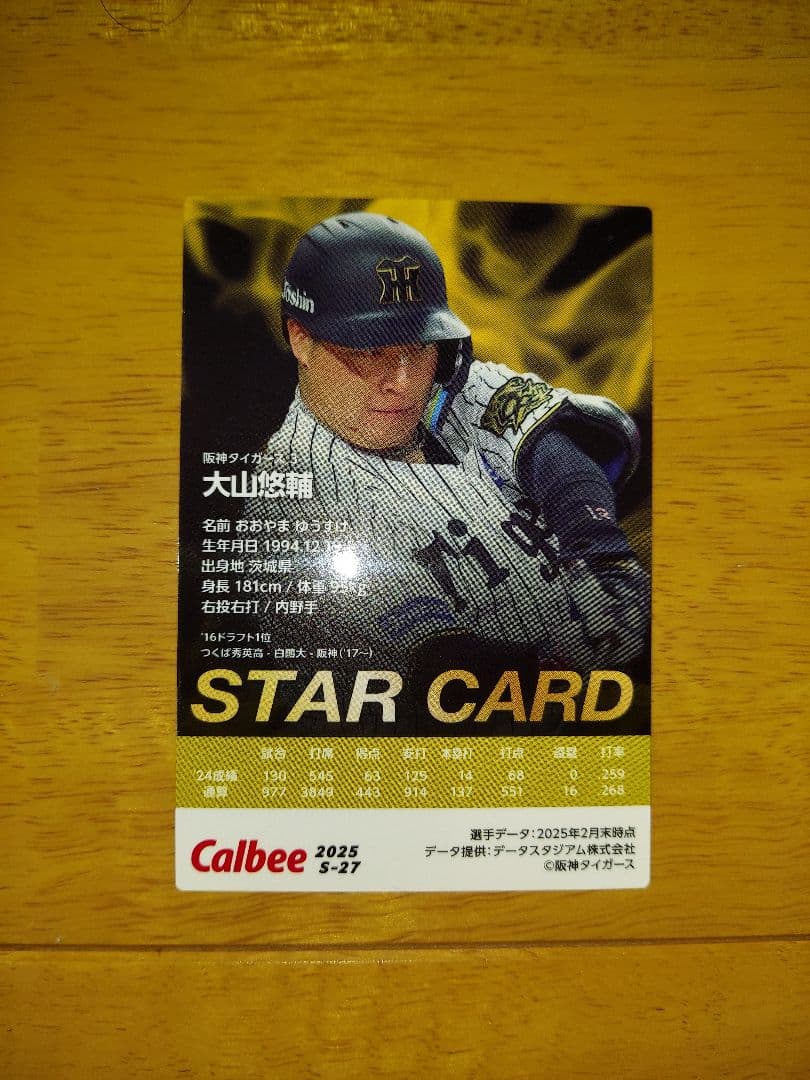 Joshin
Tig
阪神タイガース 3
大山悠輔
名前 おおやま ゆうすけ
生年月日 1994.12.
出身地 茨城県
身長 181cm / 体重
右投右打 / 内野手
'16ドラフト1位
つくば秀英高 - 白鷗大 - 阪神('17〜)
STAR CARD
試合 打席 得点 安打 本塁打 打点 盗塁 打率
'24成績 130 545 63 125 14 68 0 .259
通算 977 3849 443 914 137 551 16 .268
Calbee 2025
S-27
選手データ:2025年2月末時点
データ提供:データスタジアム株式会社
©阪神タイガース